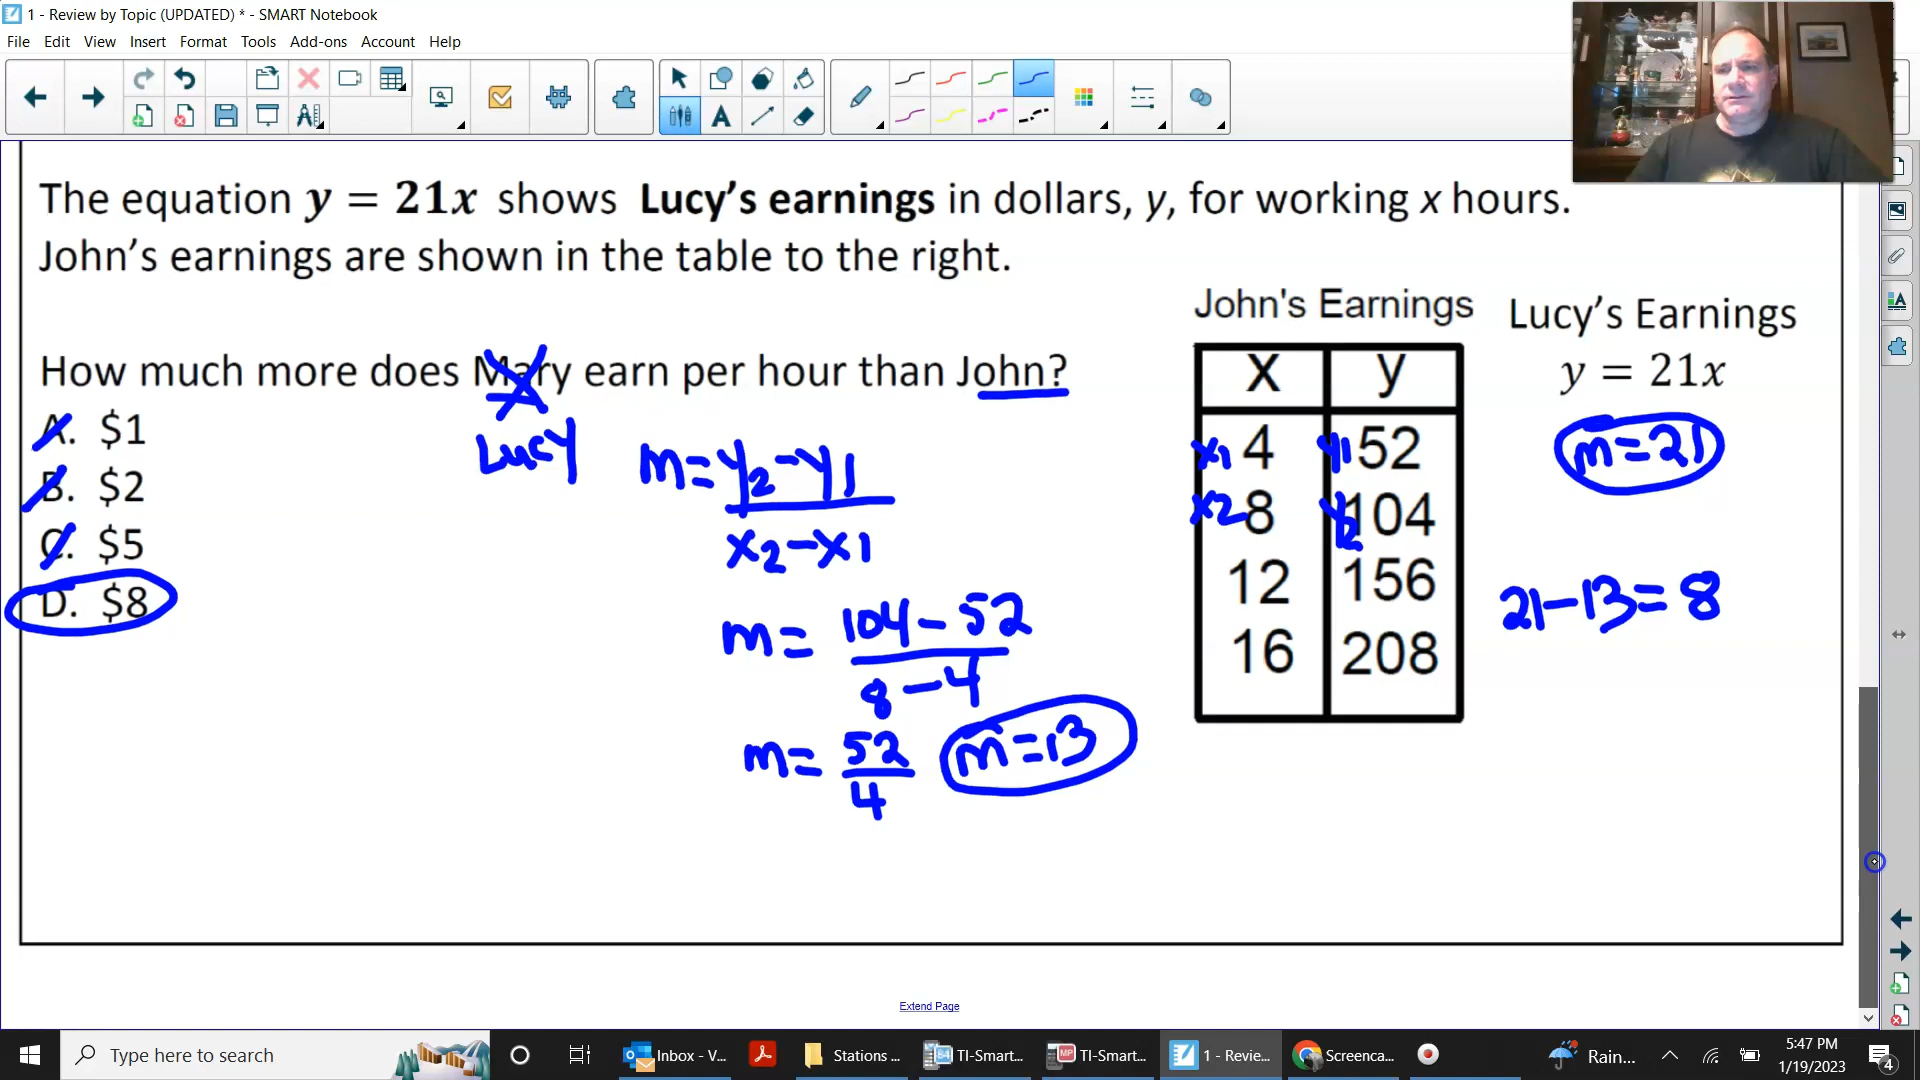 1 - Review by Topic (UPDATED) * - SMART Notebook
File Edit View Insert Format Tools Add-ons Account Help
The equation y = 21x shows Lucy's earnings in dollars, y, for working x hours.
John's earnings are shown in the table to the right.
John's Earnings
Lucy's Earnings
How much more does Mary earn per hour than John?
x y
y = 21x
A. $1
Lucy
m = y2 - y1
x2 - x1
x1 4 y1 52
m = 21
B. $2
x2 8 y2 104
C. $5
12 156
D. $8
m = 104 - 52
8 - 4
21 - 13 = 8
16 208
m = 52
4
m = 13
Extend Page
Type here to search
Inbox - V...
Stations ...
TI-Smart...
TI-Smart...
1 - Revie...
Screenca...
Rain...
5:47 PM
1/19/2023
4